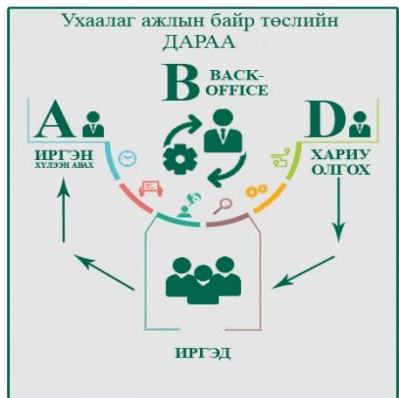 Ухаалаг ажлын байр төслийн
ДАРАА
B BACK-
OFFICE
A
ИРГЭН
ХҮЛЭЭН АВАХ
D
ХАРИУ
ОЛГОХ
ИРГЭД